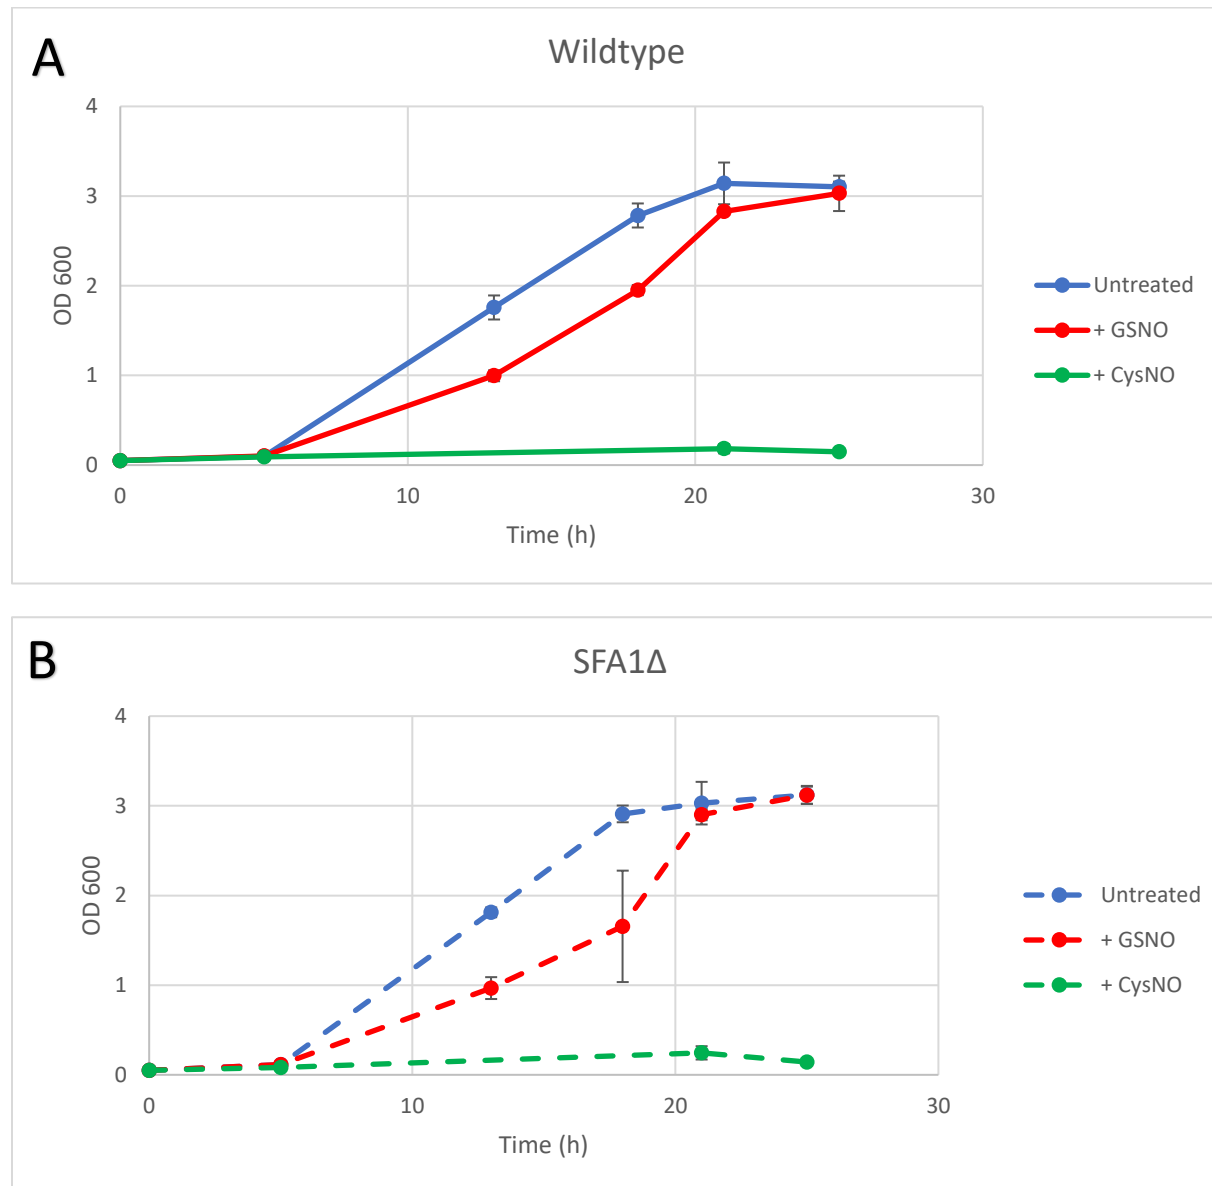 A
Wildtype
4
3
2
1
0
0 10 20 30
OD 600
Time (h)
Untreated
+ GSNO
+ CysNO
B
SFA1Δ
4
3
2
1
0
0 10 20 30
OD 600
Time (h)
Untreated
+ GSNO
+ CysNO